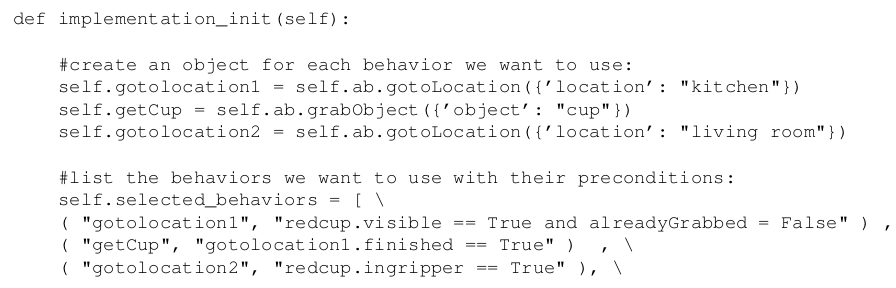 def implementation_init(self):
#create an object for each behavior we want to use:
self.gotolocation1 = self.ab.gotoLocation({’location’: "kitchen"})
self.getCup = self.ab.grabObject({’object’: "cup"})
self.gotolocation2 = self.ab.gotoLocation({’location’: "living room"})
#list the behaviors we want to use with their preconditions:
self.selected_behaviors = [ \
( "gotolocation1", "redcup.visible == True and alreadyGrabbed = False" ) ,
( "getCup", "gotolocation1.finished == True" )  , \
( "gotolocation2", "redcup.ingripper == True" ), \